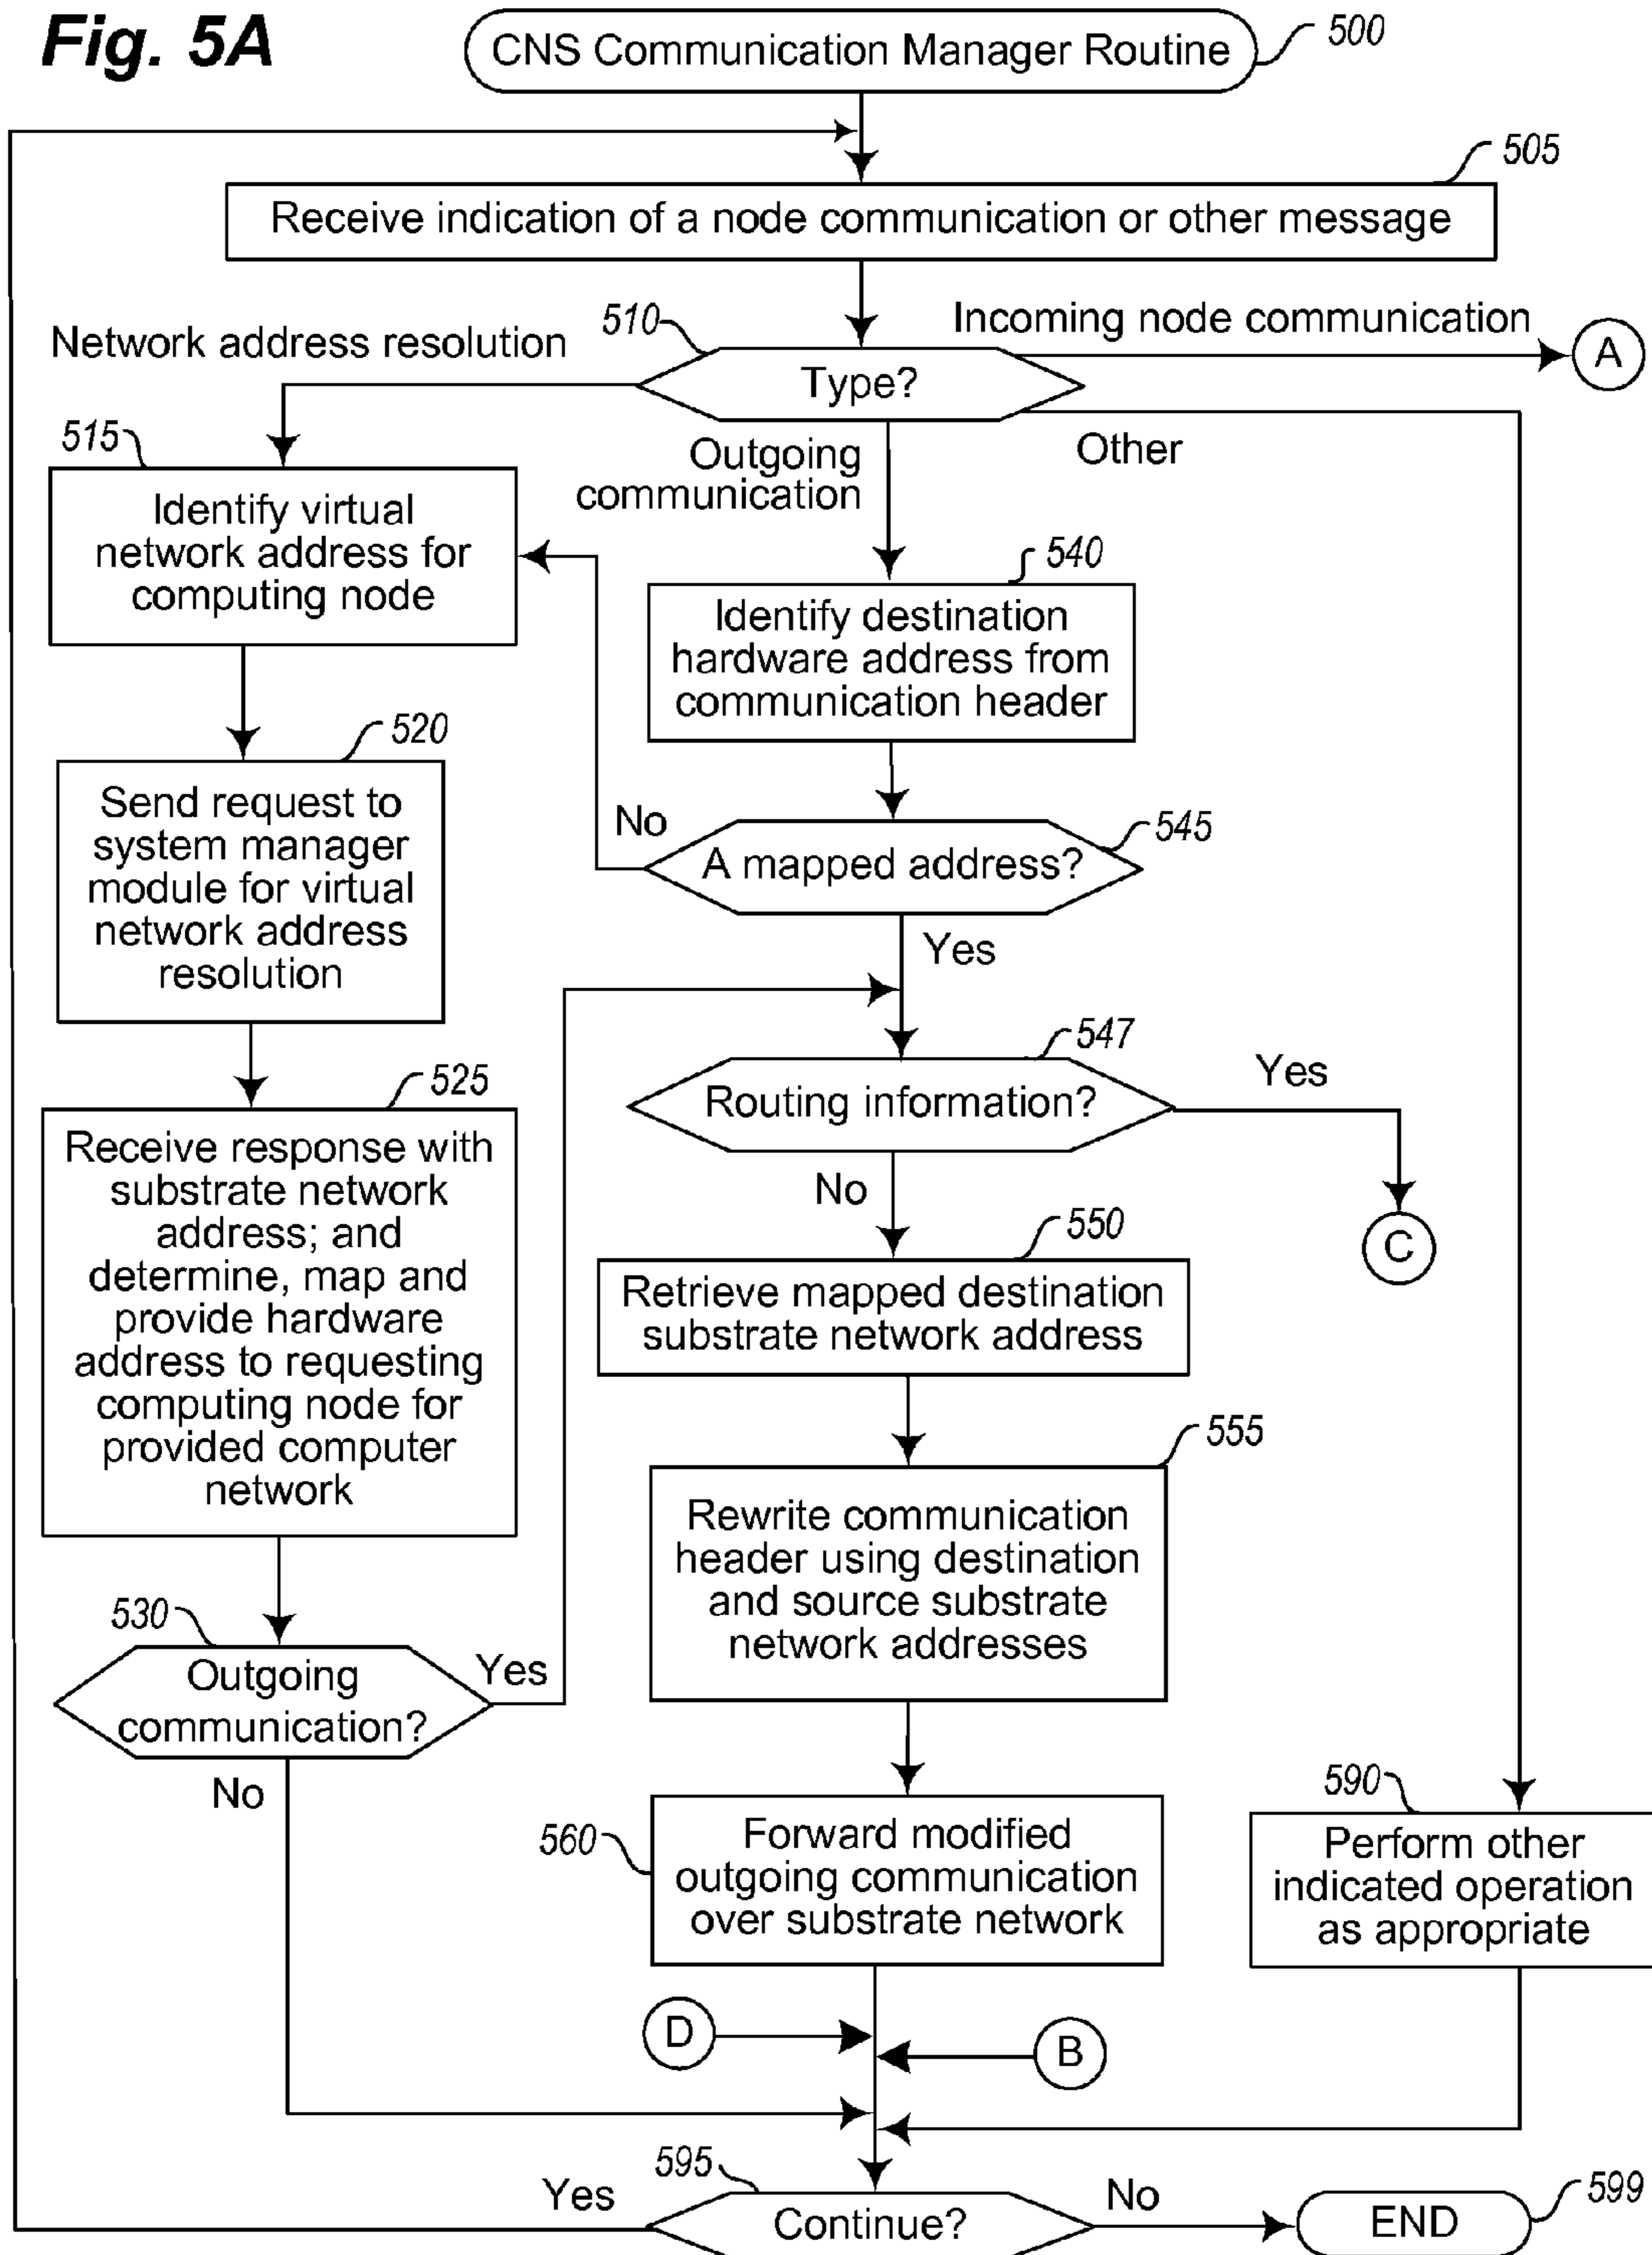 Fig. 5A
CNS Communication Manager Routine
500
505
Receive indication of a node communication or other message
510
Incoming node communication
A
Network address resolution
Type?
515
Outgoing
communication
Other
Identify virtual
network address for
computing node
540
Identify destination
hardware address from
communication header
520
Send request to
system manager
module for virtual
network address
resolution
No
545
A mapped address?
Yes
547
Routing information?
Yes
C
525
Receive response with
substrate network
address; and
determine, map and
provide hardware
address to requesting
computing node for
provided computer
network
No
550
Retrieve mapped destination
substrate network address
555
Rewrite communication
header using destination
and source substrate
network addresses
530
Outgoing
communication?
Yes
No
560
Forward modified
outgoing communication
over substrate network
590
Perform other
indicated operation
as appropriate
D
B
595
Yes
Continue?
No
END
599